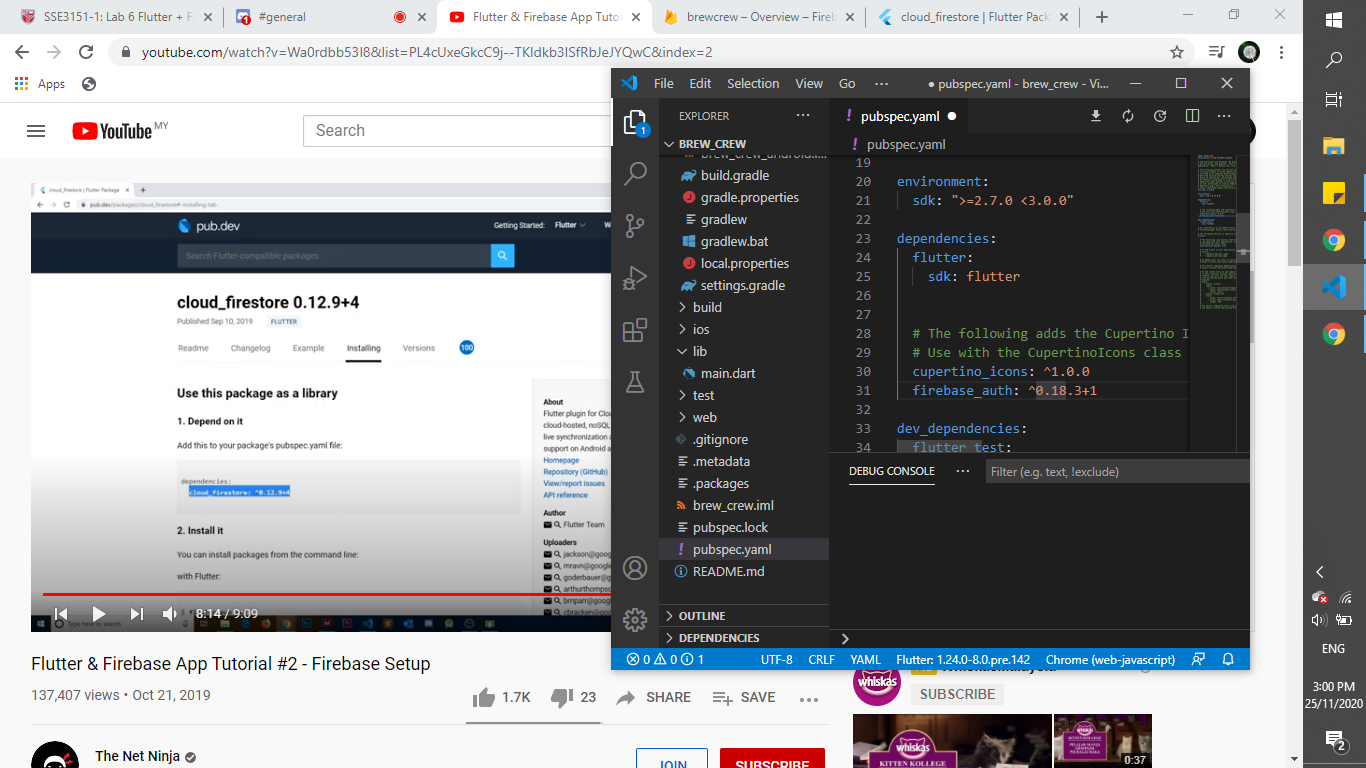 SSE3151-1: Lab 6 Flutter + F
#general
Flutter & Firebase App Tutor
brewcrew – Overview – Fireb
cloud_firestore | Flutter Pack
youtube.com/watch?v=Wa0rdbb53I8&list=PL4cUxeGkcC9j--TKIdkb3ISfRbJeJYQwC&index=2
Apps
YouTube MY
Search
cloud_firestore | Flutter Package
pub.dev/packages/cloud_firestore#-installing-tab-
pub.dev
Getting Started: Flutter W
Search Flutter-compatible packages
cloud_firestore 0.12.9+4
Published Sep 10, 2019 FLUTTER
Readme Changelog Example Installing Versions 100
Use this package as a library
1. Depend on it
Add this to your package's pubspec.yaml file:
dependencies:
cloud_firestore: ^0.12.9+4
2. Install it
You can install packages from the command line:
with Flutter:
About
Flutter plugin for Clou
cloud-hosted, noSQL
live synchronization a
support on Android a
Homepage
Repository (GitHub)
View/report issues
API reference
Author
Flutter Team
Uploaders
jackson@goog
mravn@google
goderbauer@g
arthurthompso
bmparr@google
cbracken@goo
Type here to search
8:14 / 9:09
Flutter & Firebase App Tutorial #2 - Firebase Setup
137,407 views • Oct 21, 2019
1.7K 23 SHARE SAVE
The Net Ninja
JOIN
SUBSCRIBE
File Edit Selection View Go ···
● pubspec.yaml - brew_crew - Vi...
EXPLORER
1
BREW_CREW
brew_crew_android.i...
build.gradle
gradle.properties
gradlew
gradlew.bat
local.properties
settings.gradle
build
ios
lib
main.dart
test
web
.gitignore
.metadata
.packages
brew_crew.iml
pubspec.lock
pubspec.yaml
README.md
OUTLINE
DEPENDENCIES
! pubspec.yaml
! pubspec.yaml
19
20 environment:
21 sdk: ">=2.7.0 <3.0.0"
22
23 dependencies:
24 flutter:
25 sdk: flutter
26
27
28 # The following adds the Cupertino I
29 # Use with the CupertinoIcons class
30 cupertino_icons: ^1.0.0
31 firebase_auth: ^0.18.3+1
32
33 dev_dependencies:
34 flutter_test:
DEBUG CONSOLE ··· Filter (e.g. text, !exclude)
0 0 1 UTF-8 CRLF YAML Flutter: 1.24.0-8.0.pre.142 Chrome (web-javascript)
whiskas
SUBSCRIBE
whiskas
KITTEN KOLLEGE
whiskas
KITTEN KOLLEGE
0:37
ENG
3:00 PM
25/11/2020
2